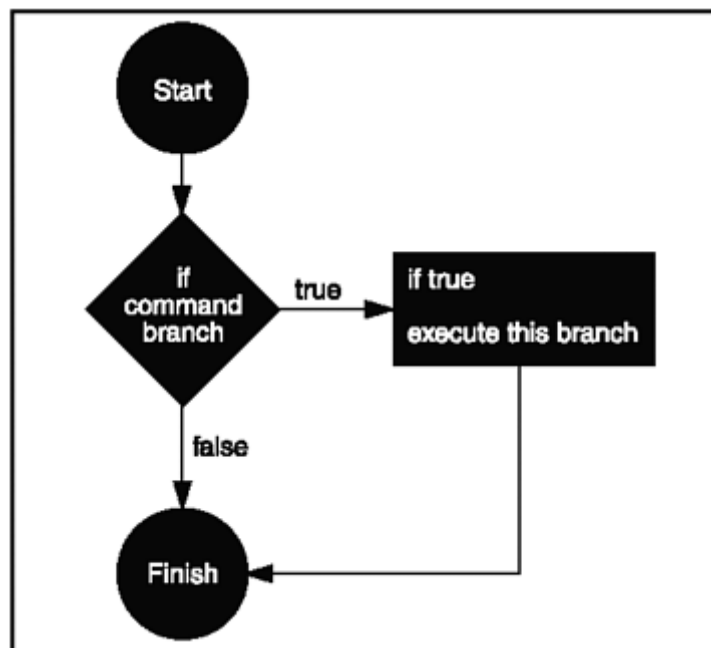 Start
if
command
branch
true
if true
execute this branch
false
Finish